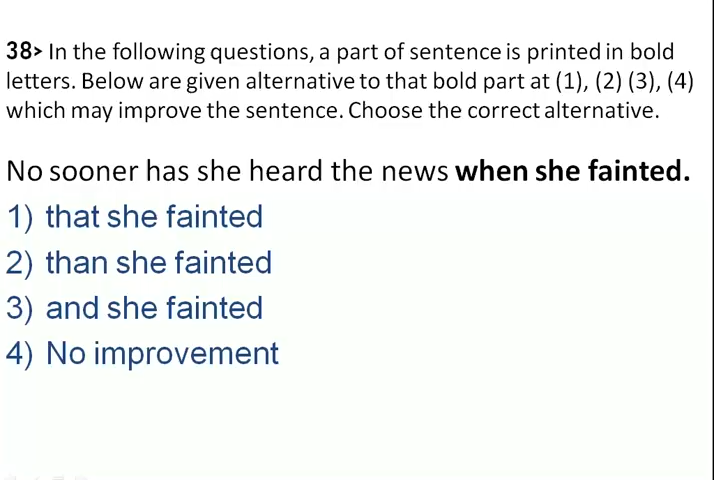 38> In the following questions, a part of sentence is printed in bold
letters. Below are given alternative to that bold part at (1), (2) (3), (4)
which may improve the sentence. Choose the correct alternative.
No sooner has she heard the news when she fainted.
1) that she fainted
2) than she fainted
3) and she fainted
4) No improvement